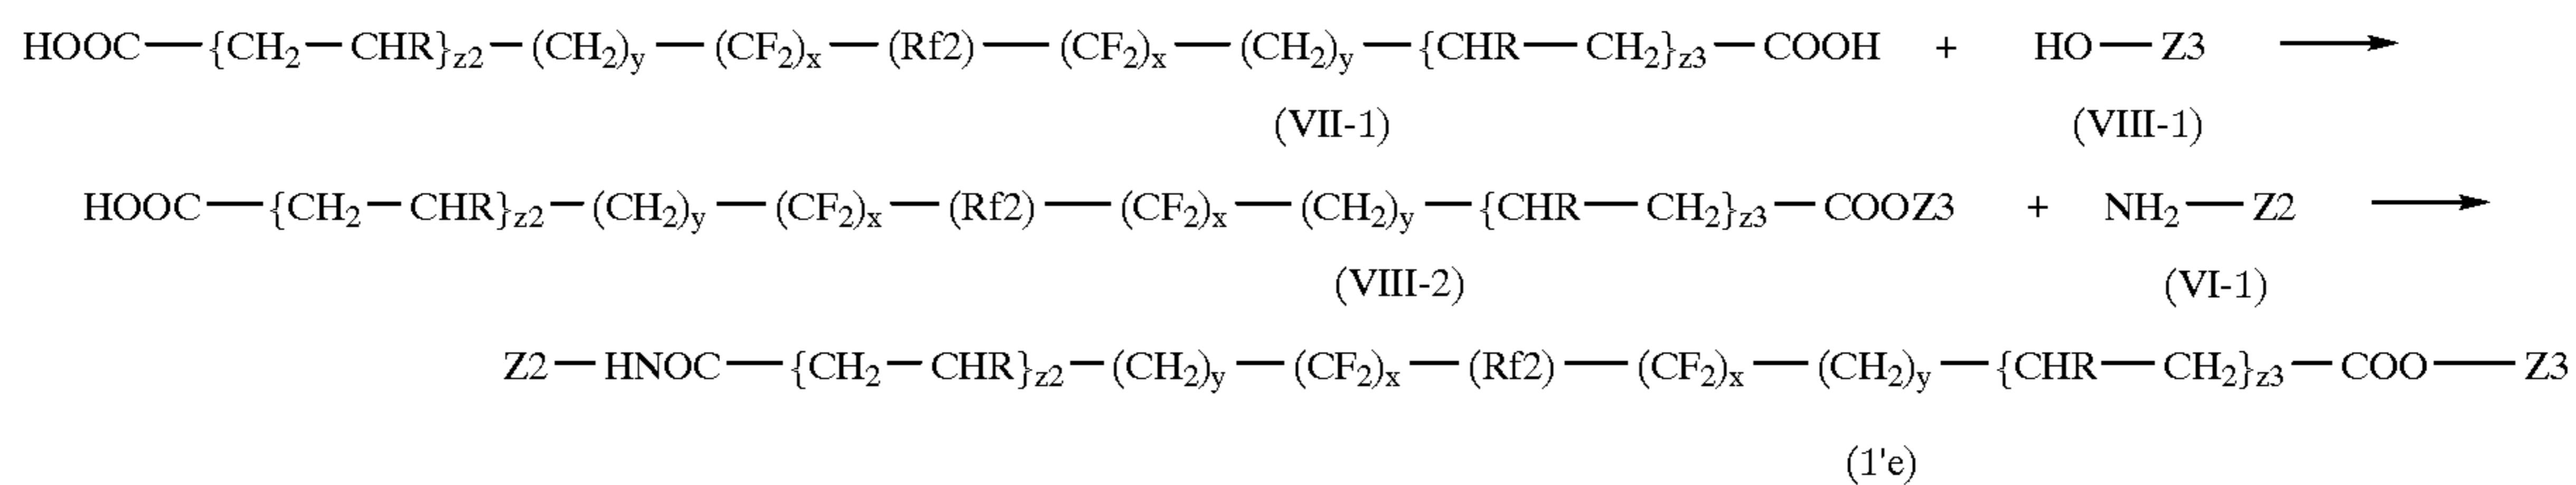 HOOC—{CH₂—CHR}z2—(CH₂)y—(CF₂)x—(Rf2)—(CF₂)x—(CH₂)y—{CHR—CH₂}z3—COOH + HO—Z3 →
(VII-1) (VIII-1)
HOOC—{CH₂—CHR}z2—(CH₂)y—(CF₂)x—(Rf2)—(CF₂)x—(CH₂)y—{CHR—CH₂}z3—COOZ3 + NH₂—Z2 →
(VIII-2) (VI-1)
Z2—HNOC—{CH₂—CHR}z2—(CH₂)y—(CF₂)x—(Rf2)—(CF₂)x—(CH₂)y—{CHR—CH₂}z3—COO—Z3
(1'e)